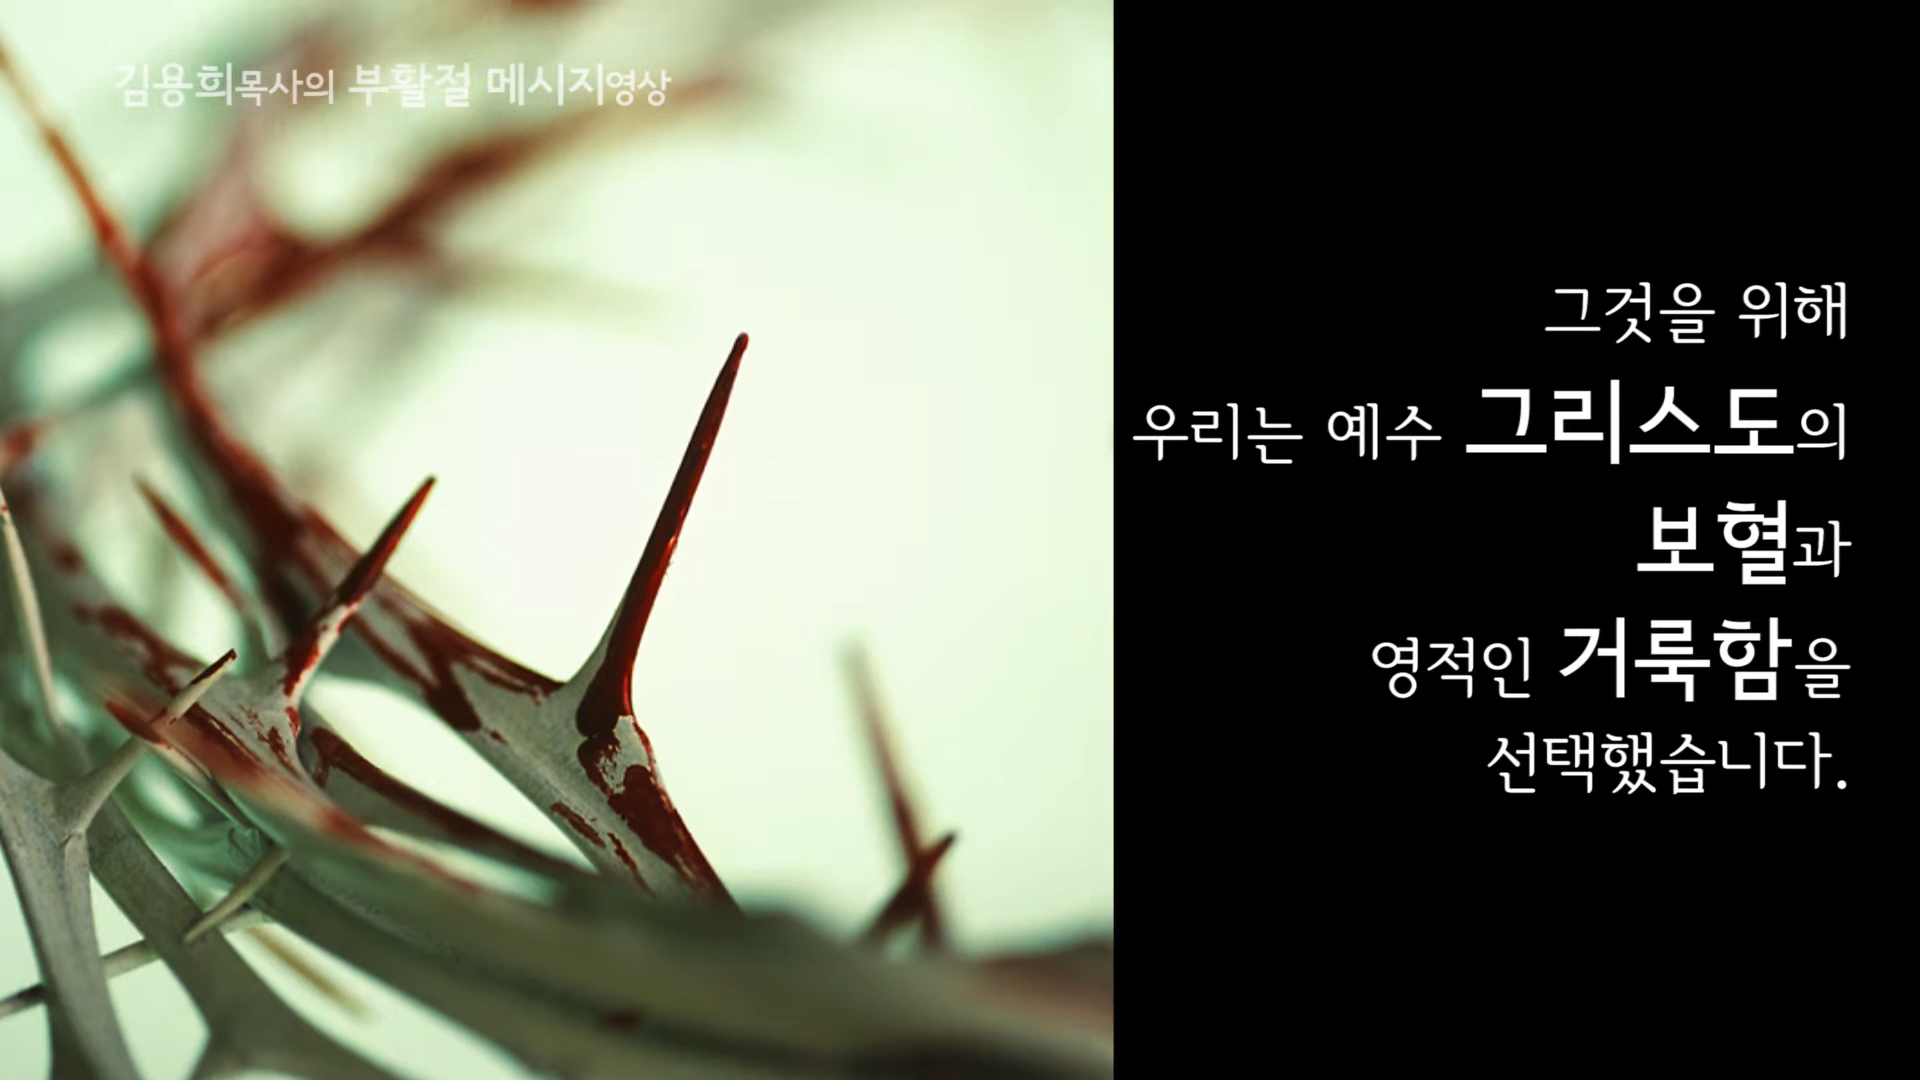 김용희목사의 부활절 메시지영상
그것을 위해
우리는 예수 그리스도의
보혈과
영적인 거룩함을
선택했습니다.